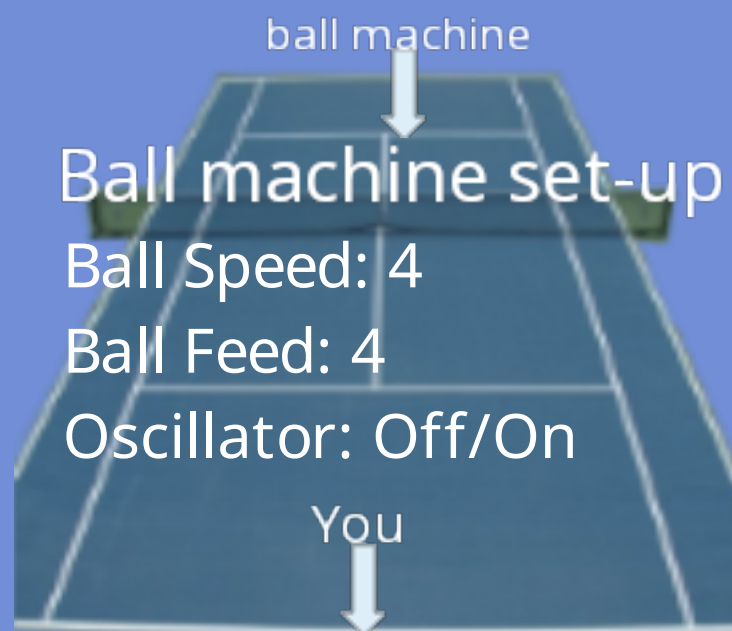 ball machine
Ball machine set-up
Ball Speed: 4
Ball Feed: 4
Oscillator: Off/On
You